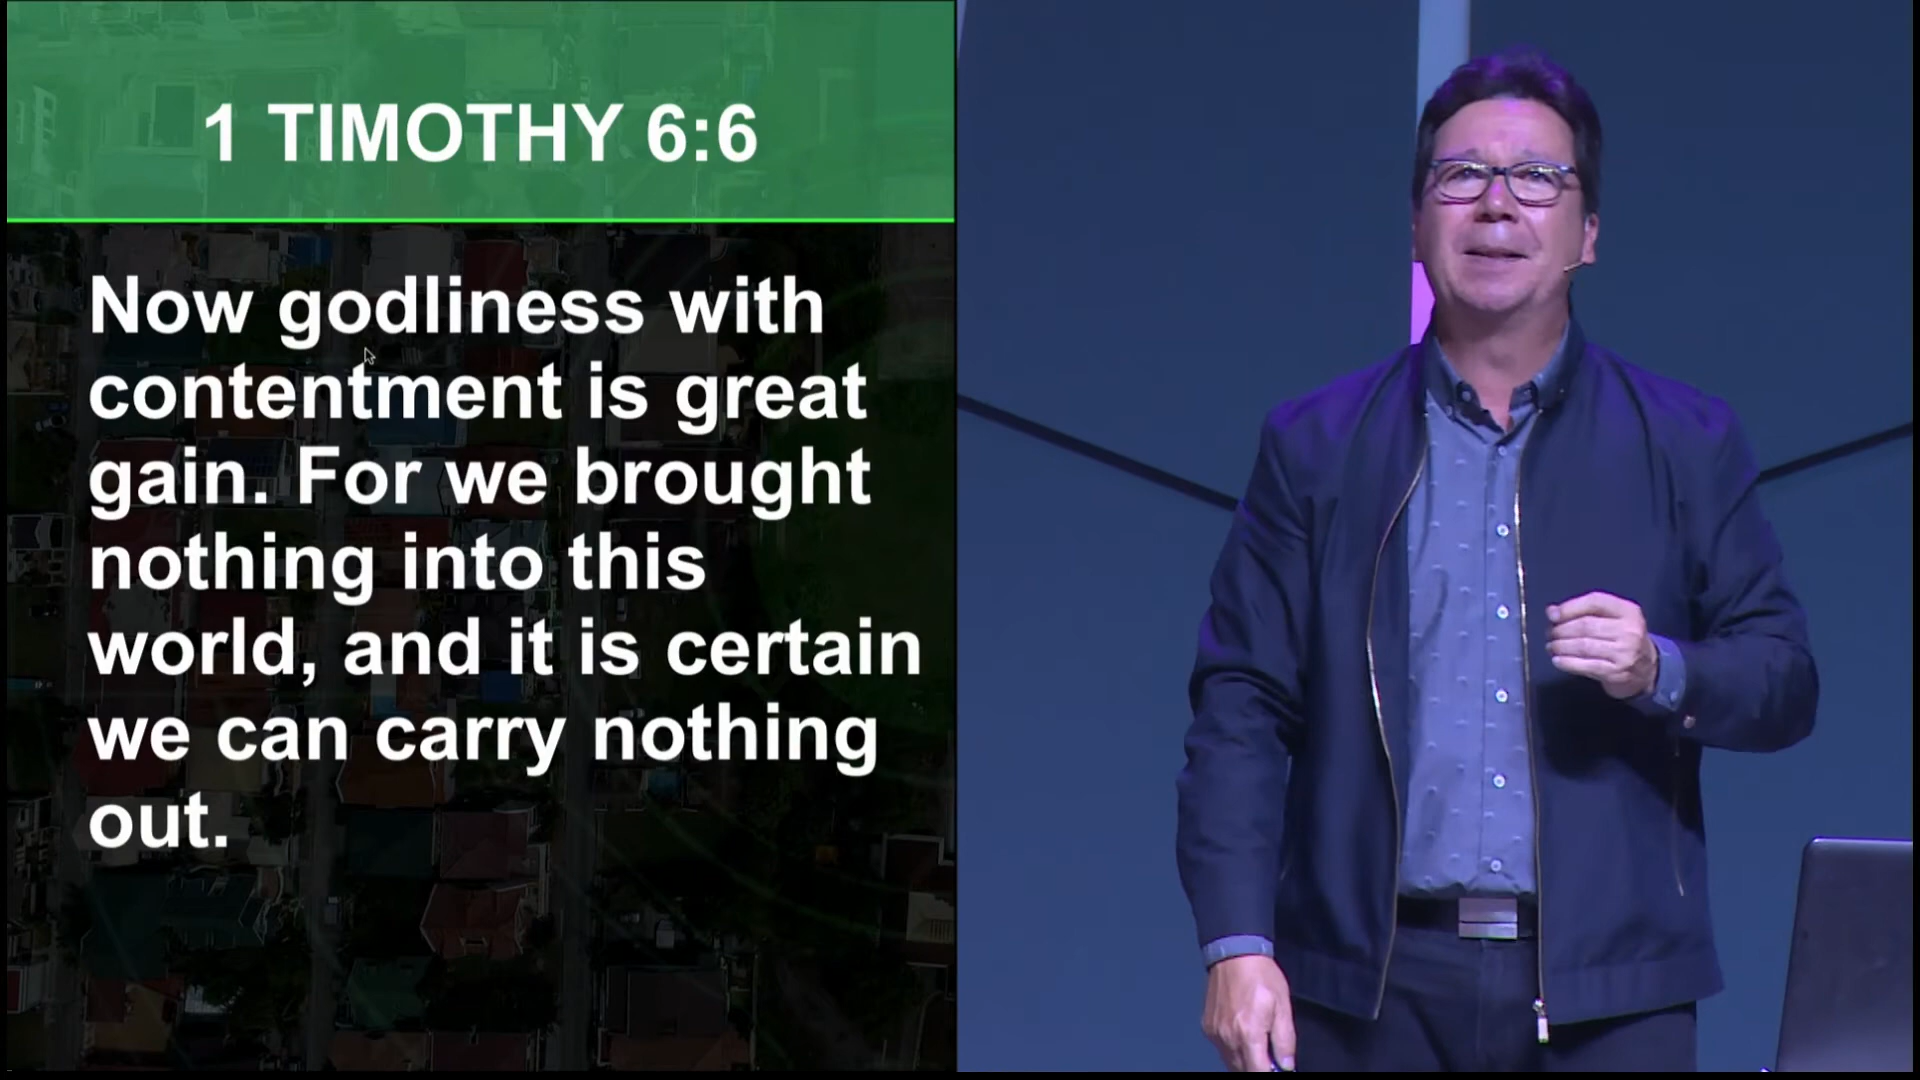 1 TIMOTHY 6:6
Now godliness with
contentment is great
gain. For we brought
nothing into this
world, and it is certain
we can carry nothing
out.